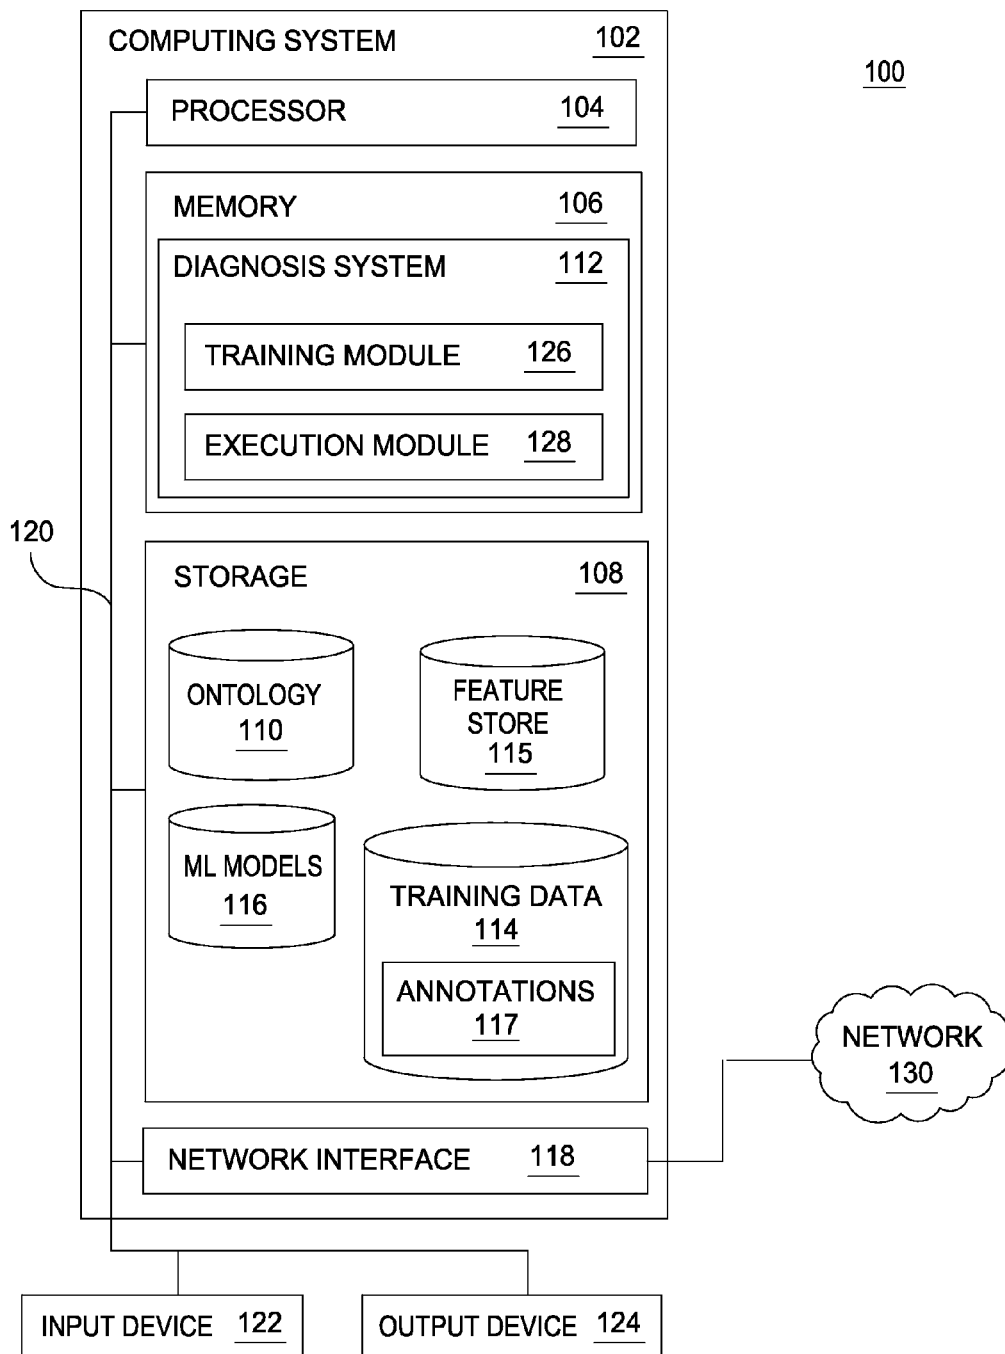 COMPUTING SYSTEM 102
100
PROCESSOR 104
MEMORY 106
DIAGNOSIS SYSTEM 112
TRAINING MODULE 126
EXECUTION MODULE 128
120
STORAGE 108
ONTOLOGY
110
FEATURE
STORE
115
ML MODELS
116
TRAINING DATA
114
ANNOTATIONS
117
NETWORK
130
NETWORK INTERFACE 118
INPUT DEVICE 122
OUTPUT DEVICE 124